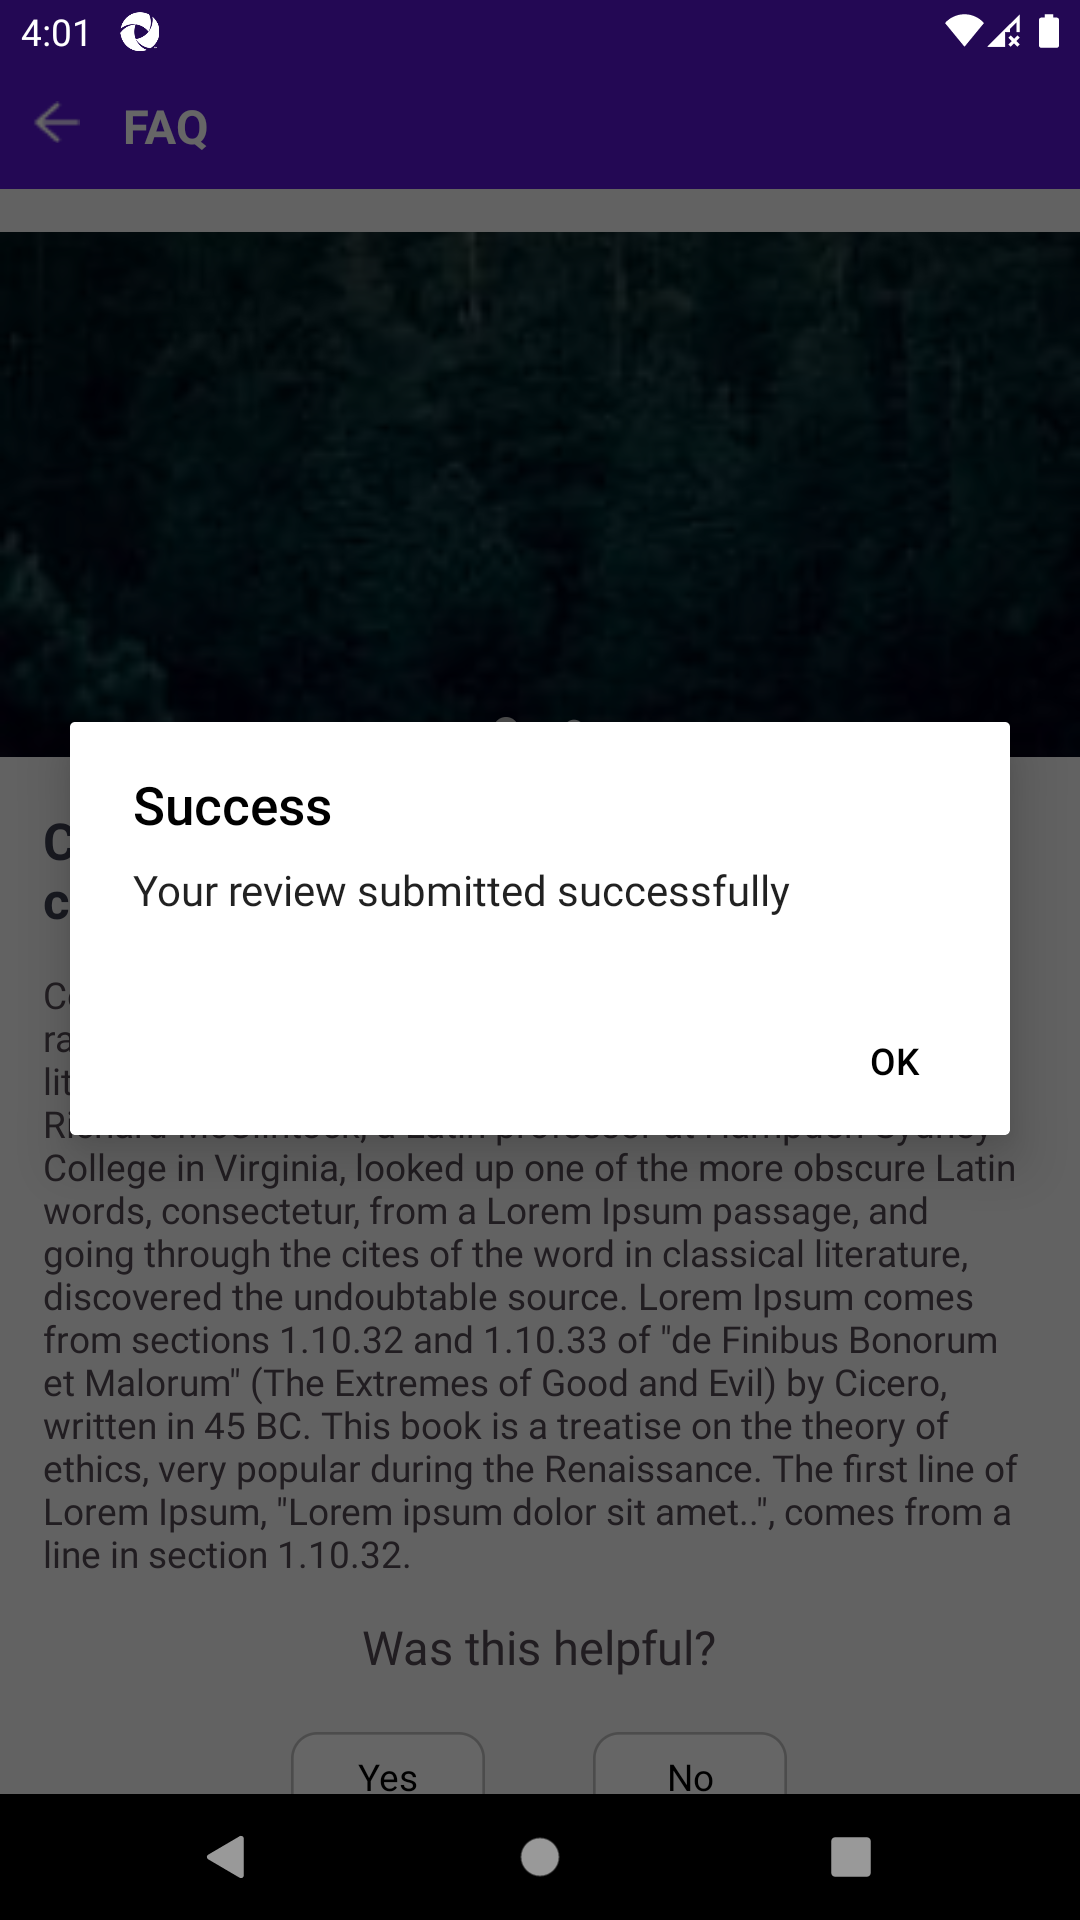 4:01
FAQ
Success
Your review submitted successfully
OK
College in Virginia, looked up one of the more obscure Latin
words, consectetur, from a Lorem Ipsum passage, and
going through the cites of the word in classical literature,
discovered the undoubtable source. Lorem Ipsum comes
from sections 1.10.32 and 1.10.33 of "de Finibus Bonorum
et Malorum" (The Extremes of Good and Evil) by Cicero,
written in 45 BC. This book is a treatise on the theory of
ethics, very popular during the Renaissance. The first line of
Lorem Ipsum, "Lorem ipsum dolor sit amet..", comes from a
line in section 1.10.32.
Was this helpful?
Yes
No